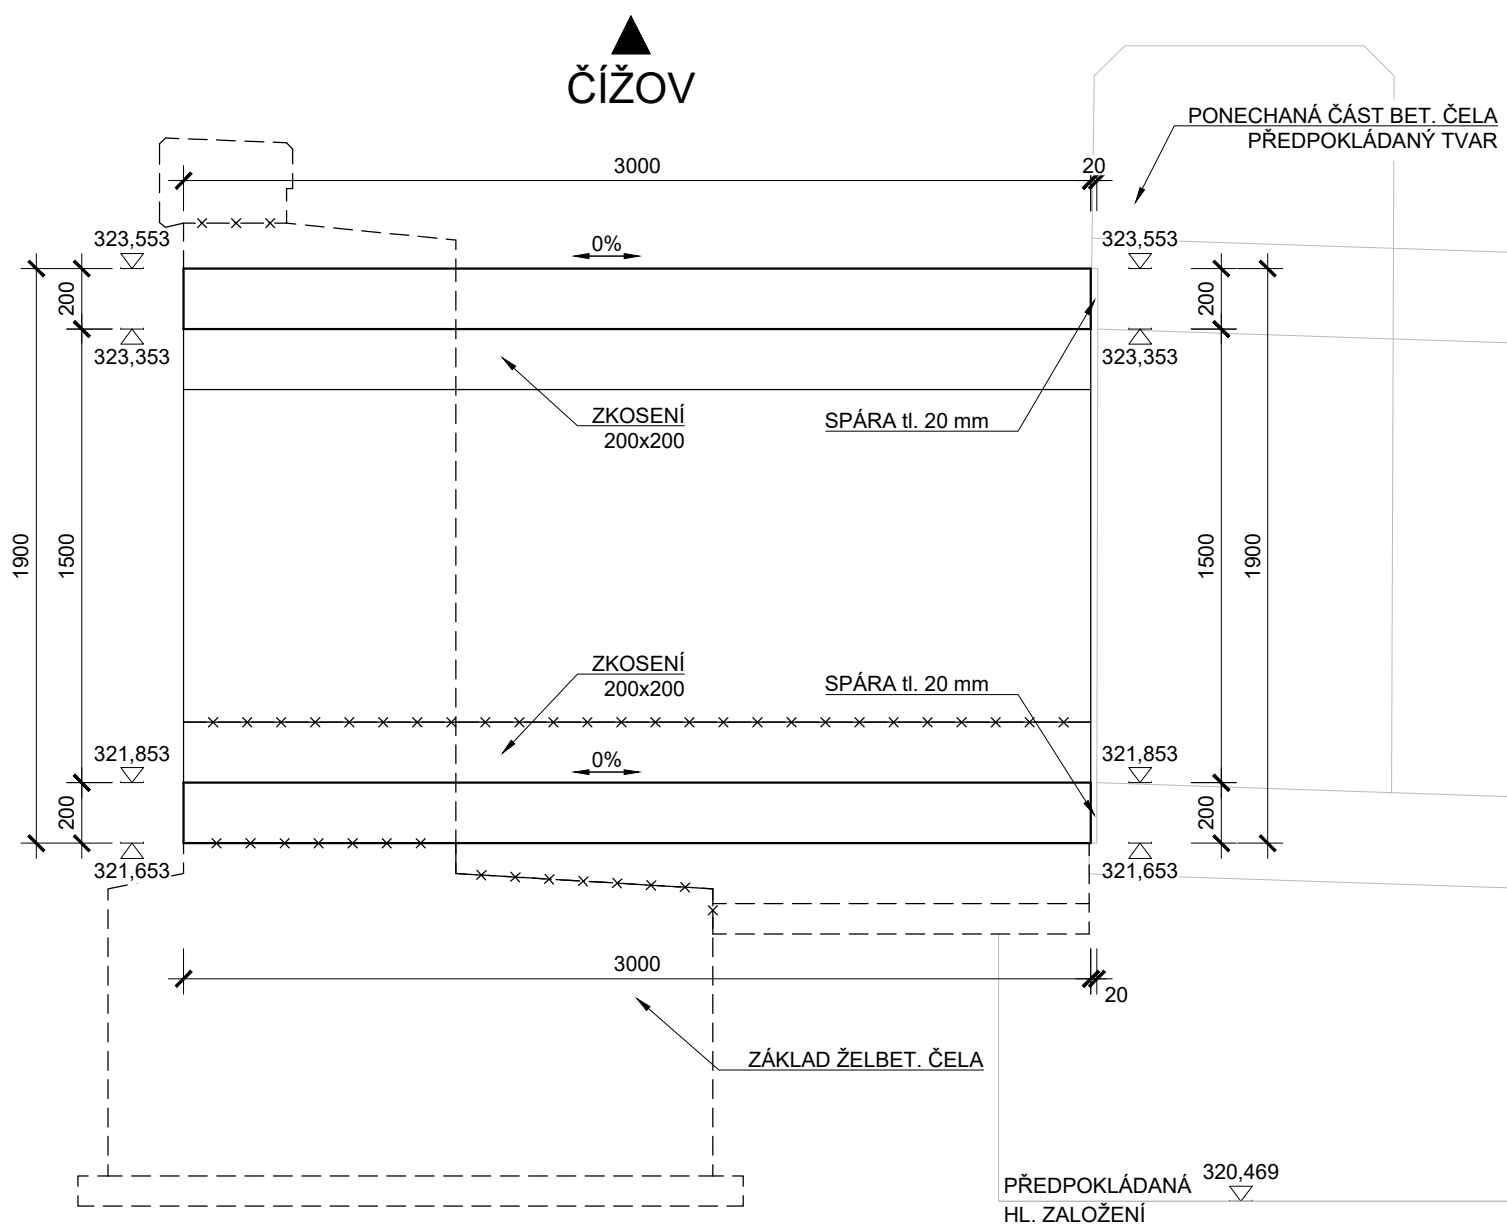 ČÍŽOV
PONECHANÁ ČÁST BET. ČELA
PŘEDPOKLÁDANÝ TVAR
3000
20
323,553
0%
323,553
200
200
323,353
323,353
ZKOSENÍ
200x200
SPÁRA tl. 20 mm
1900
1500
1500
1900
ZKOSENÍ
200x200
SPÁRA tl. 20 mm
321,853
0%
321,853
200
200
321,653
321,653
3000
20
ZÁKLAD ŽELBET. ČELA
PŘEDPOKLÁDANÁ
HL. ZALOŽENÍ
320,469